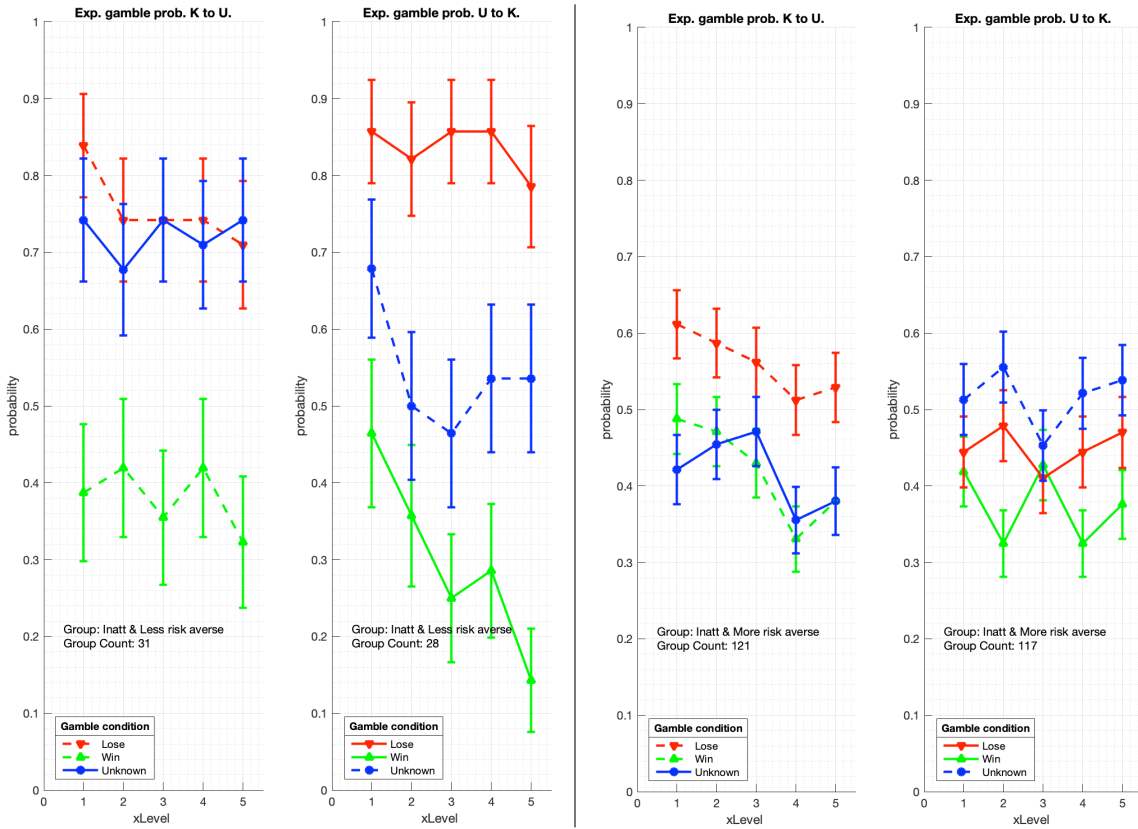 Exp. gamble prob. K to U.
1
0.9
0.8
0.7
0.6
0.5
0.4
0.3
0.2
0.1
0
probability
Group: Inatt & Less risk averse
Group Count: 31
Gamble condition
Lose
Win
Unknown
0 1 2 3 4 5
xLevel
Exp. gamble prob. U to K.
1
0.9
0.8
0.7
0.6
0.5
0.4
0.3
0.2
0.1
0
probability
Group: Inatt & Less risk averse
Group Count: 28
Gamble condition
Lose
Win
Unknown
0 1 2 3 4 5
xLevel
Exp. gamble prob. K to U.
1
0.9
0.8
0.7
0.6
0.5
0.4
0.3
0.2
0.1
0
probability
Group: Inatt & More risk averse
Group Count: 121
Gamble condition
Lose
Win
Unknown
0 1 2 3 4 5
xLevel
Exp. gamble prob. U to K.
1
0.9
0.8
0.7
0.6
0.5
0.4
0.3
0.2
0.1
0
probability
Group: Inatt & More risk averse
Group Count: 117
Gamble condition
Lose
Win
Unknown
0 1 2 3 4 5
xLevel